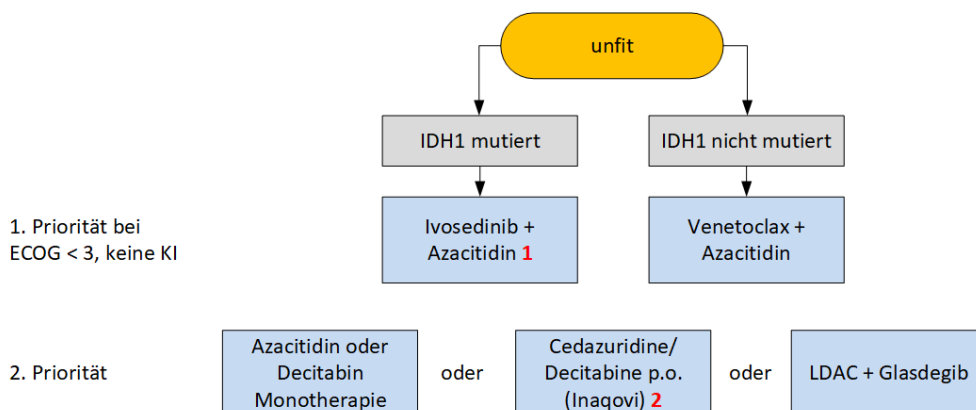 unfit
IDH1 mutiert
IDH1 nicht mutiert
1. Priorität bei
ECOG < 3, keine KI
Ivosedinib +
Azacitidin 1
Venetoclax +
Azacitidin
2. Priorität
Azacitidin oder
Decitabin
Monotherapie
oder
Cedazuridine/
Decitabine p.o.
(Inaqovi) 2
oder
LDAC + Glasdegib